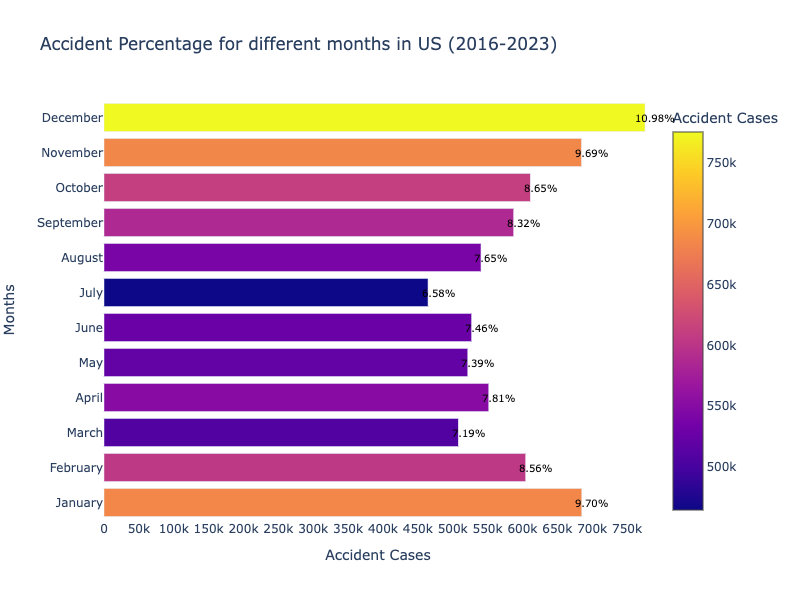 Accident Percentage for different months in US (2016-2023)
December
10.98%
Accident Cases
November
9.69%
750k
October
8.65%
September
8.32%
700k
August
7.65%
650k
July
6.58%
Months
June
7.46%
600k
May
7.39%
April
7.81%
550k
March
7.19%
February
8.56%
500k
January
9.70%
0 50k 100k 150k 200k 250k 300k 350k 400k 450k 500k 550k 600k 650k 700k 750k
Accident Cases